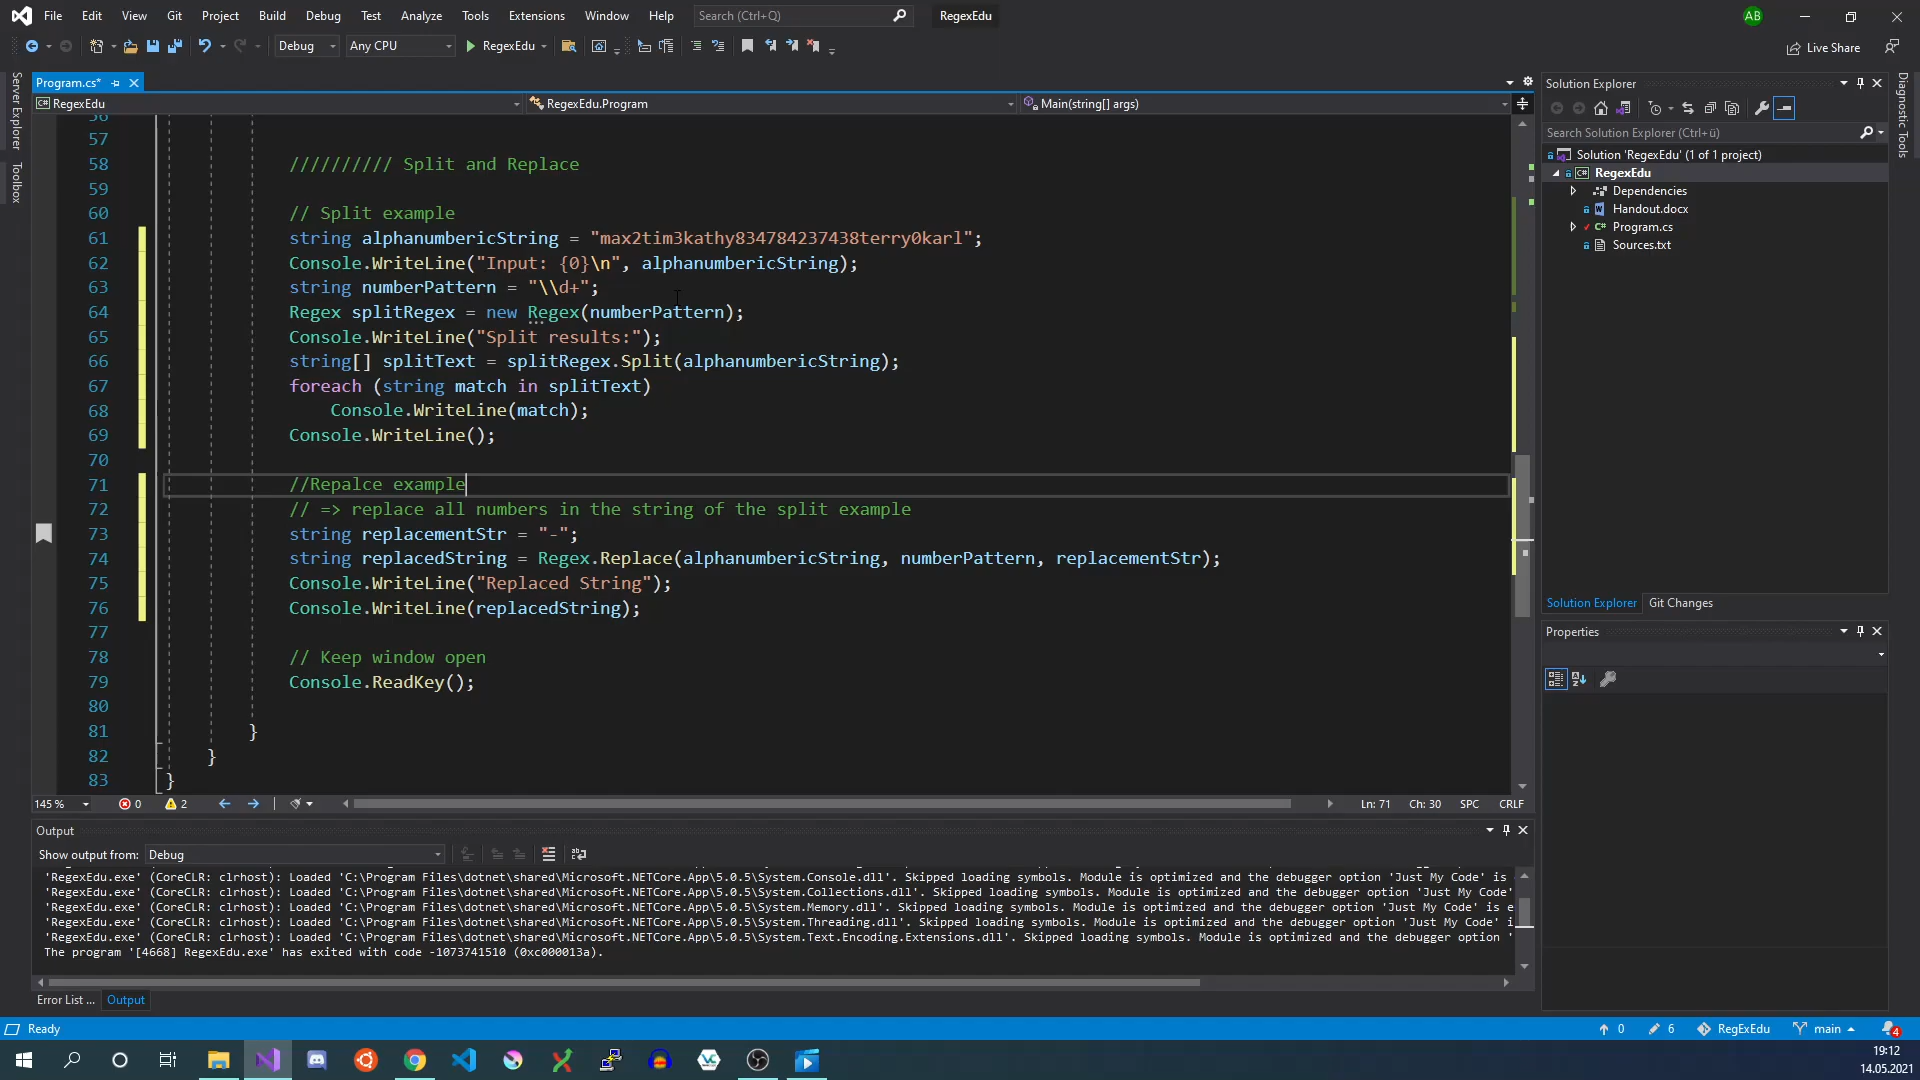 File Edit View Git Project Build Debug Test Analyze Tools Extensions Window Help Search (Ctrl+Q) RegexEdu AB
Debug Any CPU RegexEdu Live Share
Program.cs*
RegexEdu RegexEdu.Program Main(string[] args)
Server Explorer
Toolbox
56
57
58 ////////// Split and Replace
59
60 // Split example
61 string alphanumbericString = "max2tim3kathy834784237438terry0karl";
62 Console.WriteLine("Input: {0}\n", alphanumbericString);
63 string numberPattern = "\\d+";
64 Regex splitRegex = new Regex(numberPattern);
65 Console.WriteLine("Split results:");
66 string[] splitText = splitRegex.Split(alphanumbericString);
67 foreach (string match in splitText)
68 Console.WriteLine(match);
69 Console.WriteLine();
70
71 //Repalce example
72 // => replace all numbers in the string of the split example
73 string replacementStr = "-";
74 string replacedString = Regex.Replace(alphanumbericString, numberPattern, replacementStr);
75 Console.WriteLine("Replaced String");
76 Console.WriteLine(replacedString);
77
78 // Keep window open
79 Console.ReadKey();
80
81 }
82 }
83 }
145 % 0 2 Ln: 71 Ch: 30 SPC CRLF
Output
Show output from: Debug
'RegexEdu.exe' (CoreCLR: clrhost): Loaded 'C:\Program Files\dotnet\shared\Microsoft.NETCore.App\5.0.5\System.Console.dll'. Skipped loading symbols. Module is optimized and the debugger option 'Just My Code' is
'RegexEdu.exe' (CoreCLR: clrhost): Loaded 'C:\Program Files\dotnet\shared\Microsoft.NETCore.App\5.0.5\System.Collections.dll'. Skipped loading symbols. Module is optimized and the debugger option 'Just My Code'
'RegexEdu.exe' (CoreCLR: clrhost): Loaded 'C:\Program Files\dotnet\shared\Microsoft.NETCore.App\5.0.5\System.Memory.dll'. Skipped loading symbols. Module is optimized and the debugger option 'Just My Code' is e
'RegexEdu.exe' (CoreCLR: clrhost): Loaded 'C:\Program Files\dotnet\shared\Microsoft.NETCore.App\5.0.5\System.Threading.dll'. Skipped loading symbols. Module is optimized and the debugger option 'Just My Code' i
'RegexEdu.exe' (CoreCLR: clrhost): Loaded 'C:\Program Files\dotnet\shared\Microsoft.NETCore.App\5.0.5\System.Text.Encoding.Extensions.dll'. Skipped loading symbols. Module is optimized and the debugger option '
The program '[4668] RegexEdu.exe' has exited with code -1073741510 (0xc000013a).
Error List ... Output
Solution Explorer
Search Solution Explorer (Ctrl+ü)
Solution 'RegexEdu' (1 of 1 project)
RegexEdu
Dependencies
Handout.docx
Program.cs
Sources.txt
Solution Explorer Git Changes
Properties
Diagnostic Tools
Ready 0 6 RegExEdu main 4
19:12
14.05.2021